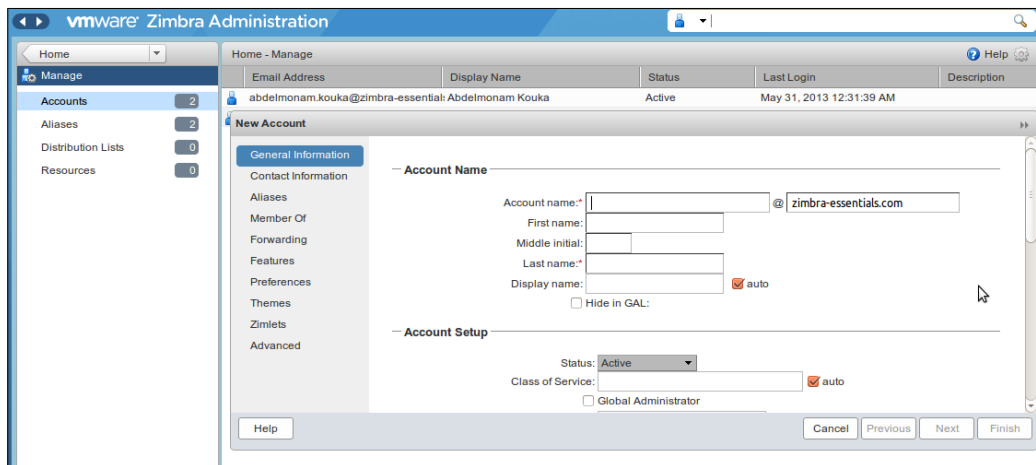 vmware Zimbra Administration
Home
Home - Manage
Help
Manage
Email Address Display Name Status Last Login Description
Accounts 2
abdelmonam.kouka@zimbra-essential: Abdelmonam Kouka Active May 31, 2013 12:31:39 AM
Aliases 2
Distribution Lists 0
Resources 0
New Account
General Information
Contact Information
Aliases
Member Of
Forwarding
Features
Preferences
Themes
Zimlets
Advanced
Account Name
Account name:* @ zimbra-essentials.com
First name:
Middle initial:
Last name:*
Display name: auto
Hide in GAL:
Account Setup
Status: Active
Class of Service: auto
Global Administrator
Help Cancel Previous Next Finish